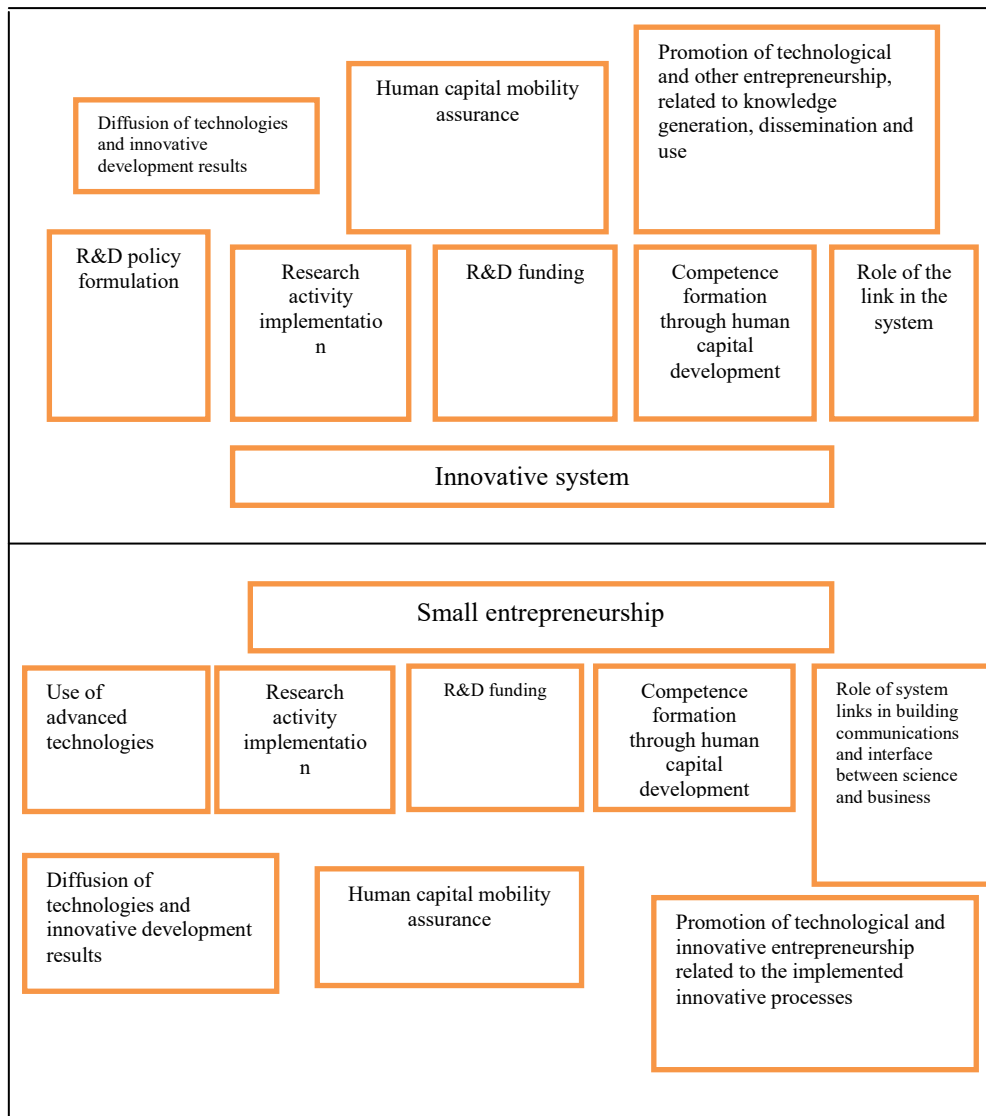 Diffusion of technologies
and innovative
development results
Human capital mobility
assurance
Promotion of technological
and other entrepreneurship,
related to knowledge
generation, dissemination and
use
R&D policy
formulation
Research
activity
implementatio
n
R&D funding
Competence
formation
through human
capital
development
Role of the
link in the
system
Innovative system
Small entrepreneurship
Use of
advanced
technologies
Research
activity
implementatio
n
R&D funding
Competence
formation
through human
capital
development
Role of system
links in building
communications
and interface
between science
and business
Diffusion of
technologies and
innovative development
results
Human capital mobility
assurance
Promotion of technological and
innovative entrepreneurship
related to the implemented
innovative processes